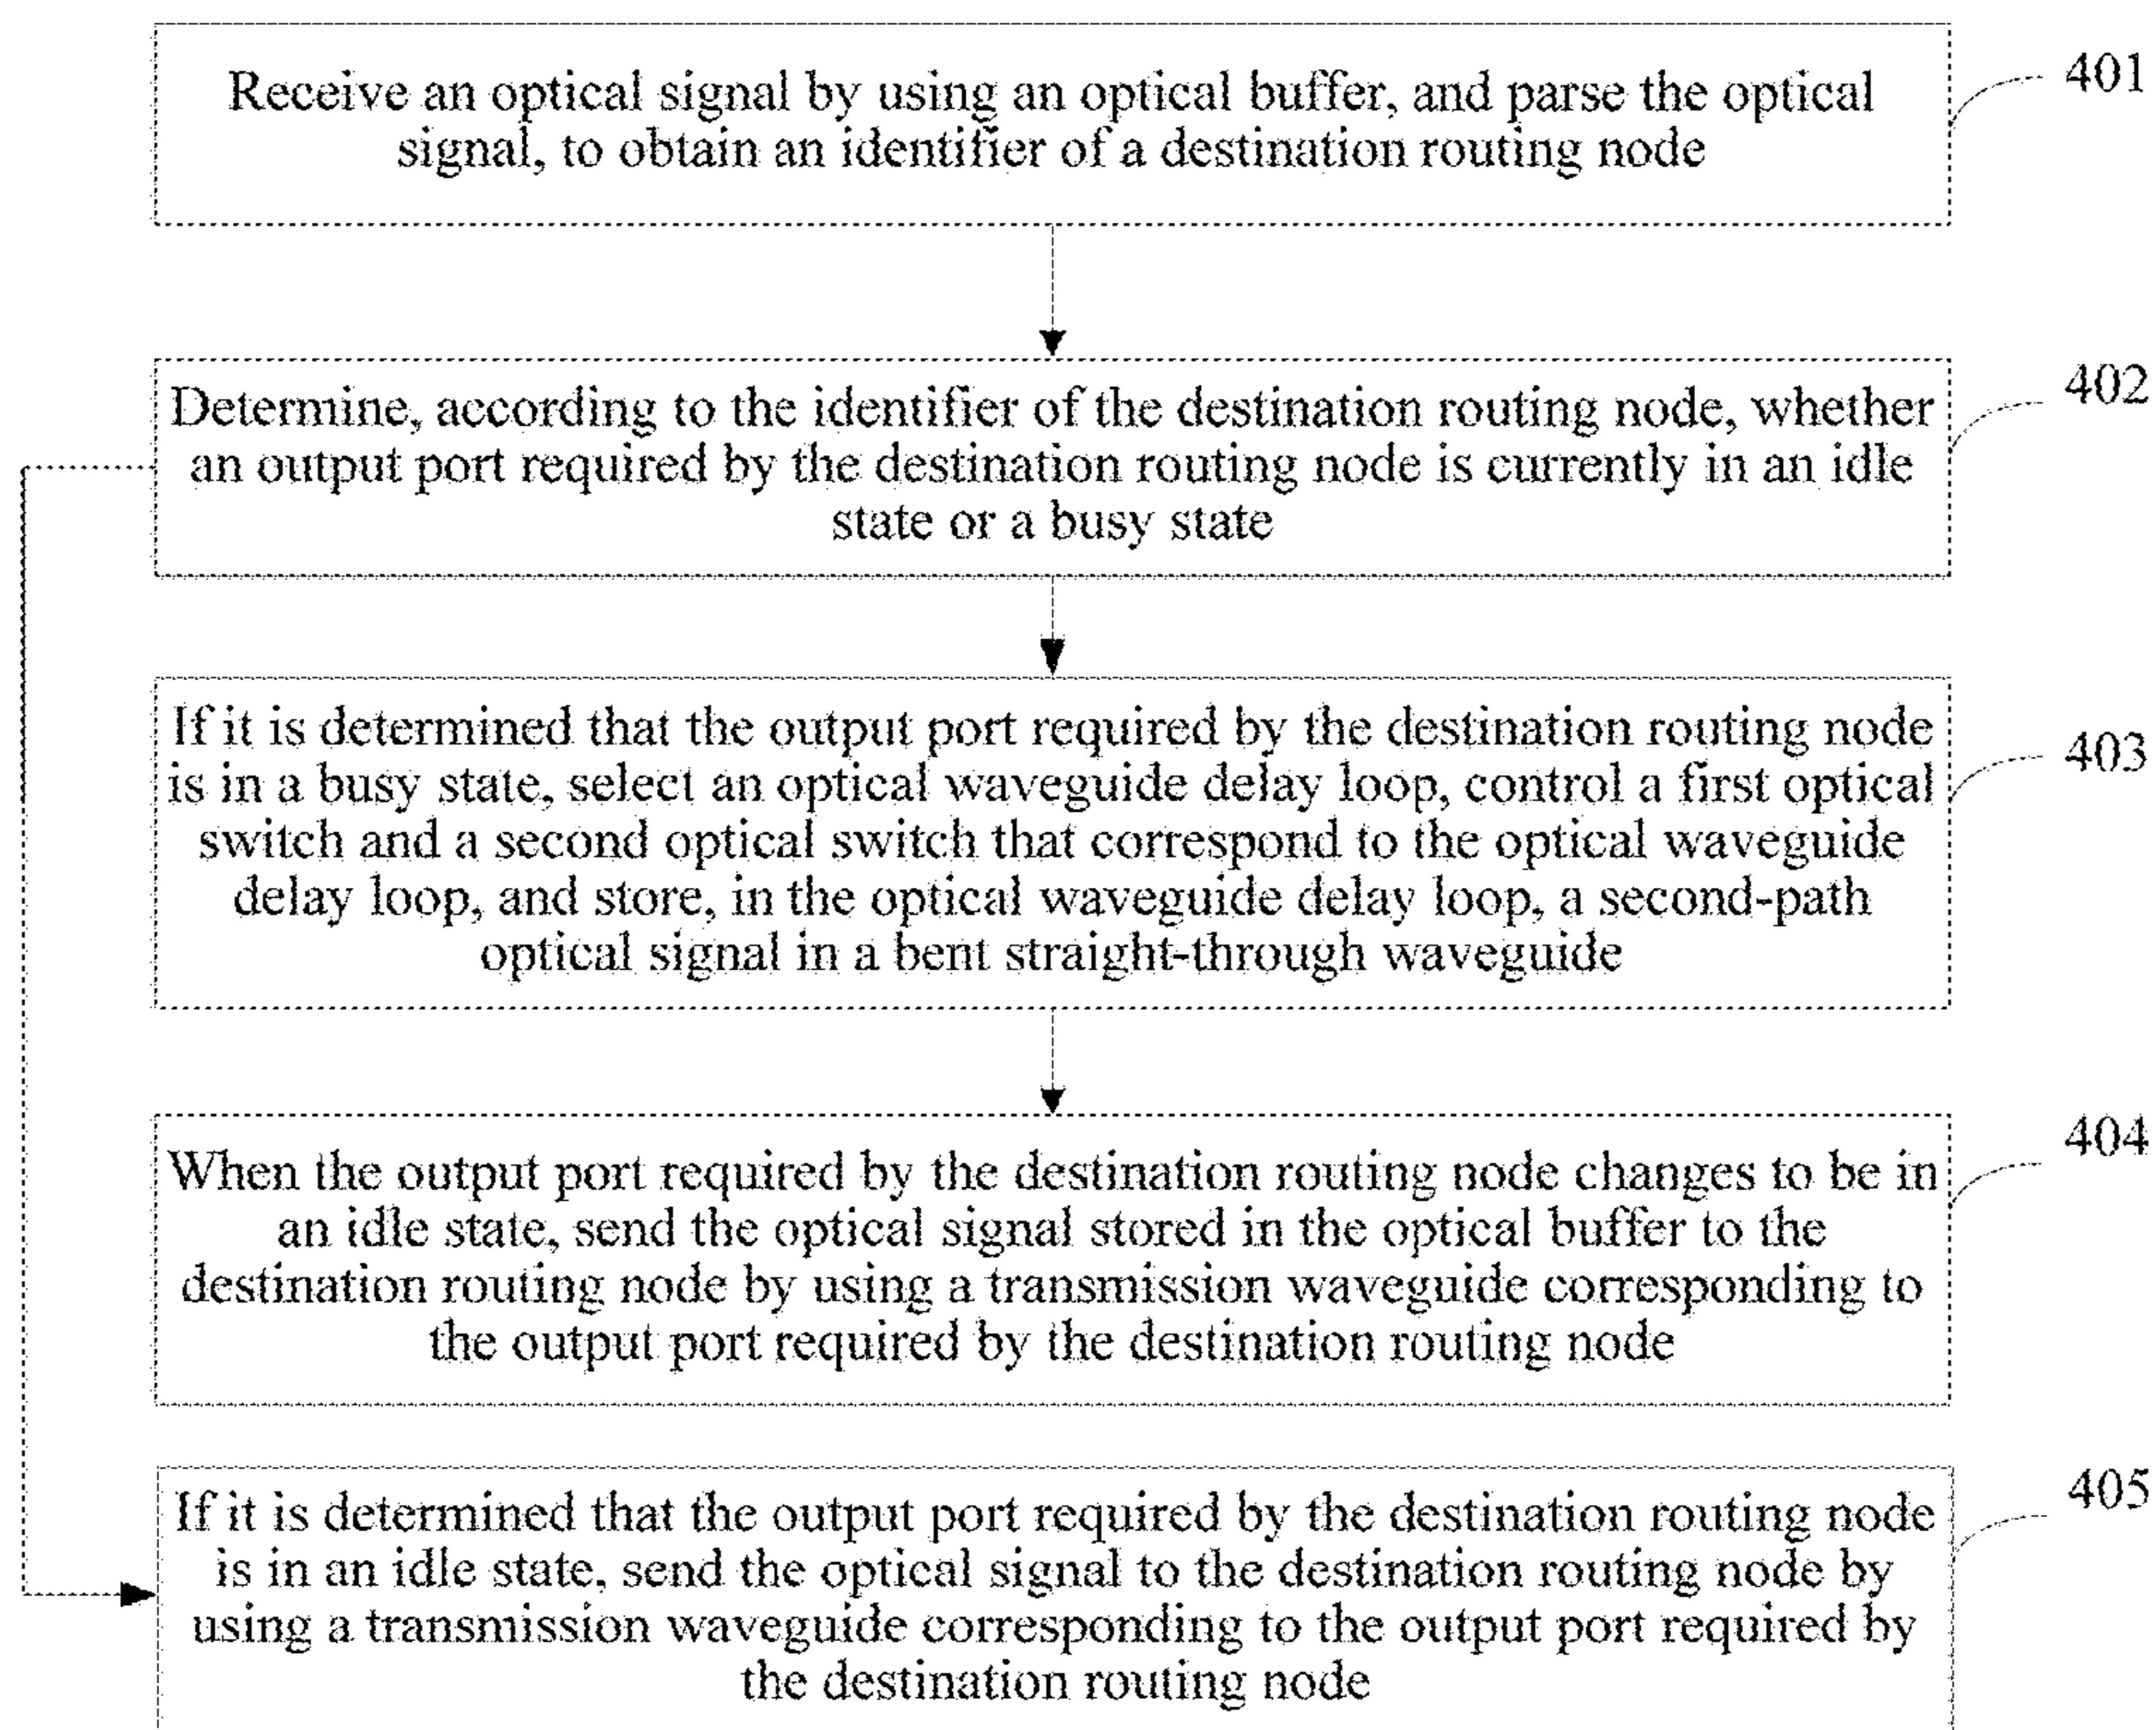 Receive an optical signal by using an optical buffer, and parse the optical
signal, to obtain an identifier of a destination routing node
401
Determine, according to the identifier of the destination routing node, whether
an output port required by the destination routing node is currently in an idle
state or a busy state
402
If it is determined that the output port required by the destination routing node
is in a busy state, select an optical waveguide delay loop, control a first optical
switch and a second optical switch that correspond to the optical waveguide
delay loop, and store, in the optical waveguide delay loop, a second-path
optical signal in a bent straight-through waveguide
403
When the output port required by the destination routing node changes to be in
an idle state, send the optical signal stored in the optical buffer to the
destination routing node by using a transmission waveguide corresponding to
the output port required by the destination routing node
404
If it is determined that the output port required by the destination routing node
is in an idle state, send the optical signal to the destination routing node by
using a transmission waveguide corresponding to the output port required by
the destination routing node
405